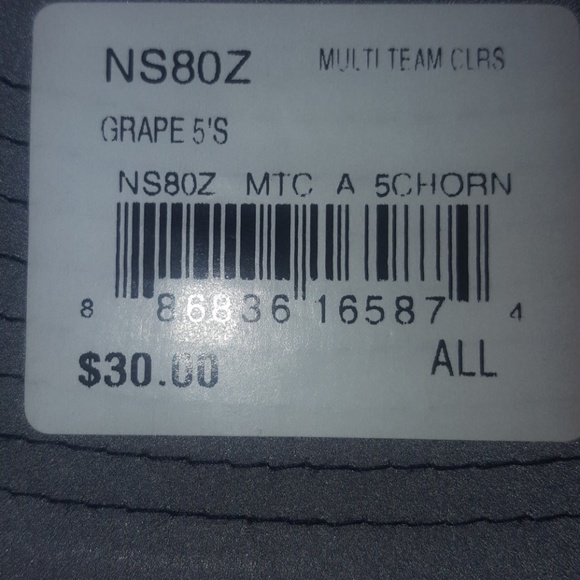 NS80Z MULTI TEAM CLRS
GRAPE 5'S
NS80Z MTC A 5CHORN
8 86836 16587 4
$30.00 ALL